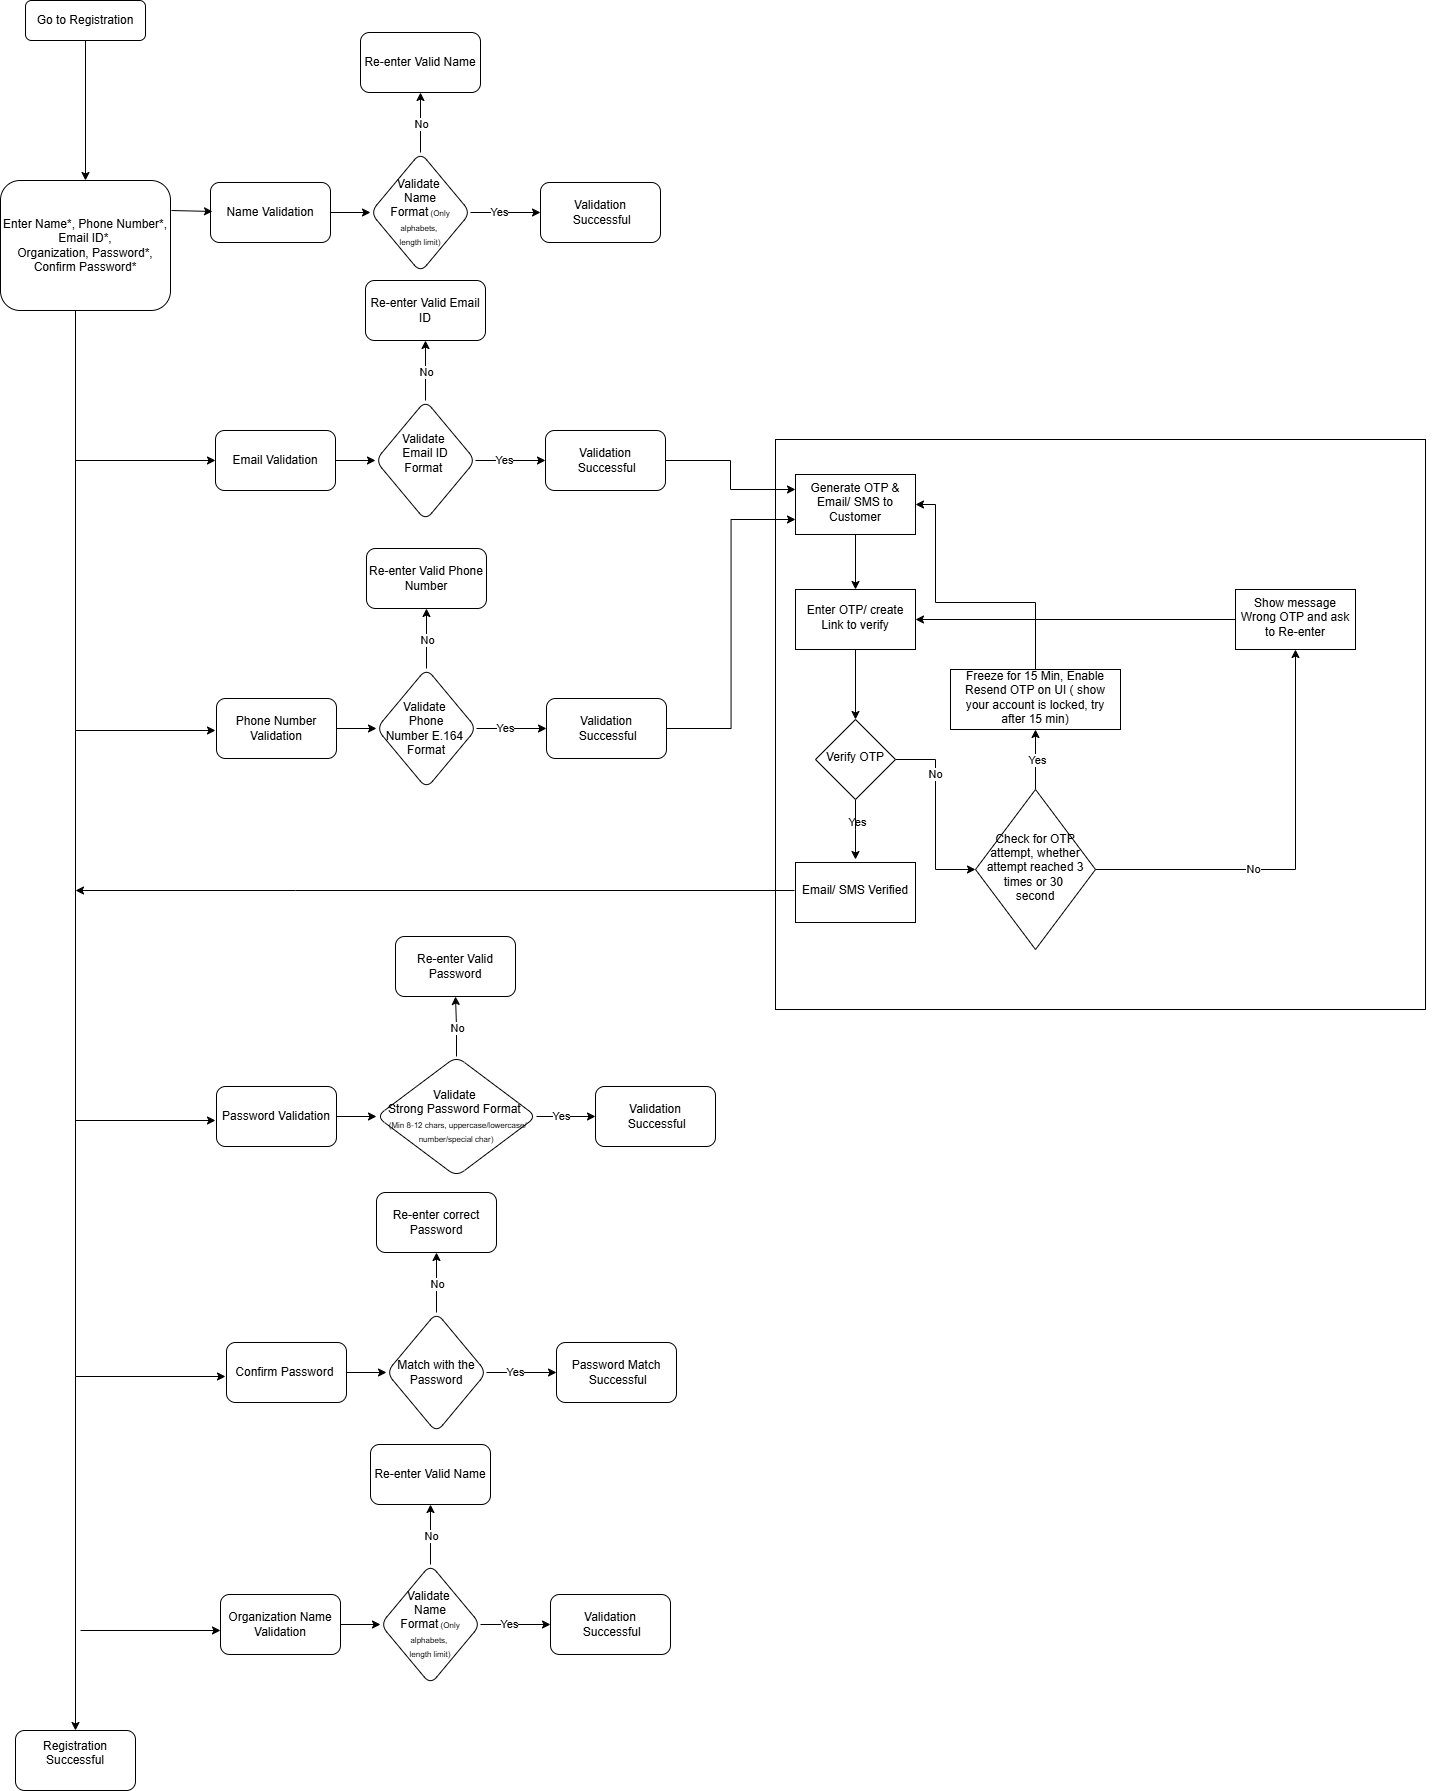 Go to Registration
Re-enter Valid Name
No
Enter Name*, Phone Number*,
Email ID*,
Organization, Password*,
Confirm Password*
Name Validation
Validate
Name
Format (Only
alphabets,
length limit)
Yes
Validation
Successful
Re-enter Valid Email
ID
No
Email Validation
Validate
Email ID
Format
Yes
Validation
Successful
Re-enter Valid Phone
Number
No
Phone Number
Validation
Validate
Phone
Number E.164
Format
Yes
Validation
Successful
Generate OTP &
Email/ SMS to
Customer
Enter OTP/ create
Link to verify
Show message
Wrong OTP and ask
to Re-enter
Freeze for 15 Min, Enable
Resend OTP on UI ( show
your account is locked, try
after 15 min)
Verify OTP
No
Yes
Yes
Check for OTP
attempt, whether
attempt reached 3
times or 30
second
No
Email/ SMS Verified
Re-enter Valid
Password
No
Password Validation
Validate
Strong Password Format
(Min 8-12 chars, uppercase/lowercase/
number/special char)
Yes
Validation
Successful
Re-enter correct
Password
No
Confirm Password
Match with the
Password
Yes
Password Match
Successful
Re-enter Valid Name
No
Organization Name
Validation
Validate
Name
Format (Only
alphabets,
length limit)
Yes
Validation
Successful
Registration
Successful